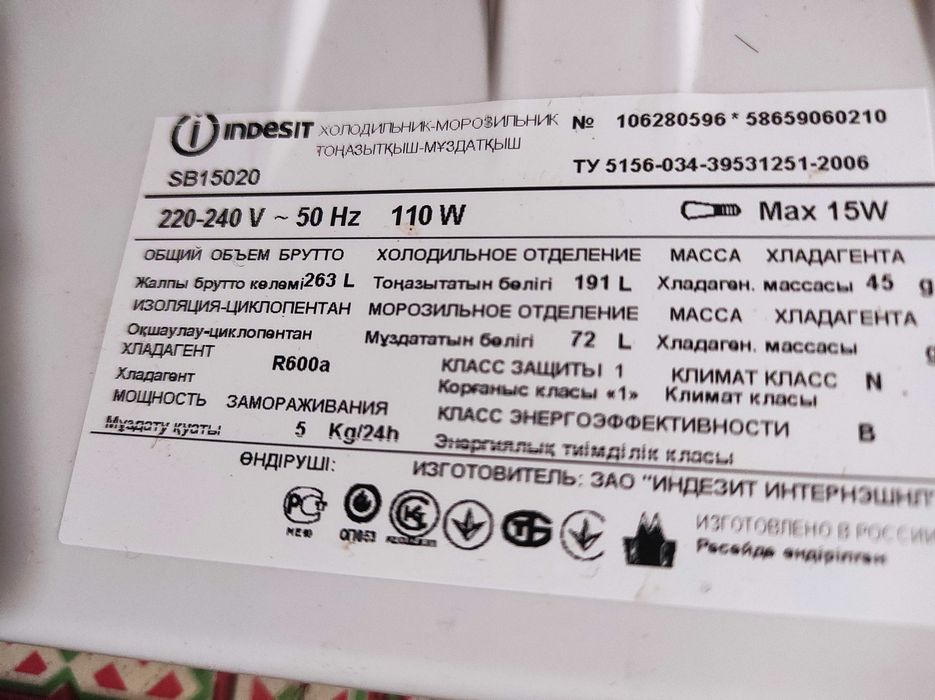 indesit ХОЛОДИЛЬНИК-МОРОЗИЛЬНИК № 106280596 * 58659060210
ТОҢАЗЫТҚЫШ-МҰЗДАТҚЫШ
SB15020 ТУ 5156-034-39531251-2006
220-240 V ~ 50 Hz 110 W Max 15W
ОБЩИЙ ОБЪЕМ БРУТТО ХОЛОДИЛЬНОЕ ОТДЕЛЕНИЕ МАССА ХЛАДАГЕНТА
Жалпы брутто көлемі 263 L Тоңазытатын бөлігі 191 L Хладаген. массасы 45 g
ИЗОЛЯЦИЯ-ЦИКЛОПЕНТАН МОРОЗИЛЬНОЕ ОТДЕЛЕНИЕ МАССА ХЛАДАГЕНТА
Оқшаулау-циклопентан Мұздататын бөлігі 72 L Хладаген. массасы g
ХЛАДАГЕНТ R600a КЛАСС ЗАЩИТЫ 1 КЛИМАТ КЛАСС N
Хладагент Корғаныс класы «1» Климат класы
МОЩНОСТЬ ЗАМОРАЖИВАНИЯ КЛАСС ЭНЕРГОЭФФЕКТИВНОСТИ B
Мұздату қуаты 5 Kg/24h Энергиялық тиімділік класы
ӨНДІРУШІ: ИЗГОТОВИТЕЛЬ: ЗАО "ИНДЕЗИТ ИНТЕРНЭШНЛ"
ИЗГОТОВЛЕНО В РОССИИ
Ресейде өндірілген